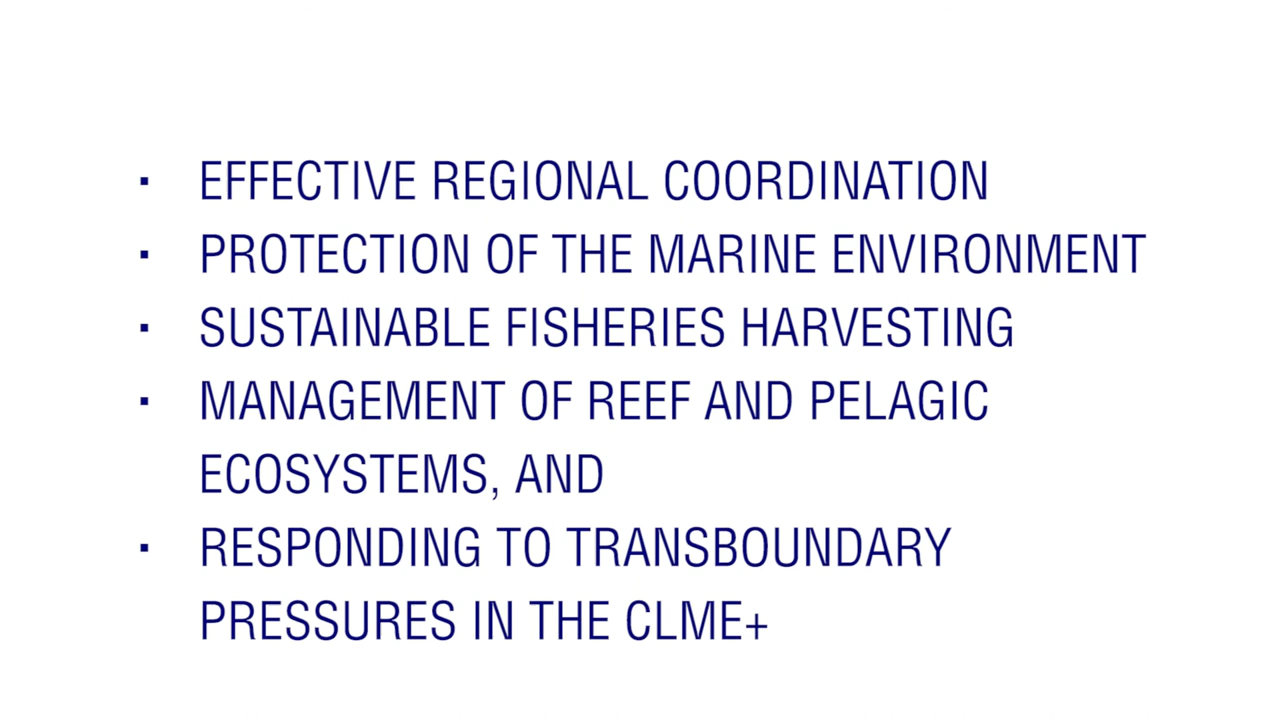 · EFFECTIVE REGIONAL COORDINATION
· PROTECTION OF THE MARINE ENVIRONMENT
· SUSTAINABLE FISHERIES HARVESTING
· MANAGEMENT OF REEF AND PELAGIC
ECOSYSTEMS, AND
· RESPONDING TO TRANSBOUNDARY
PRESSURES IN THE CLME+